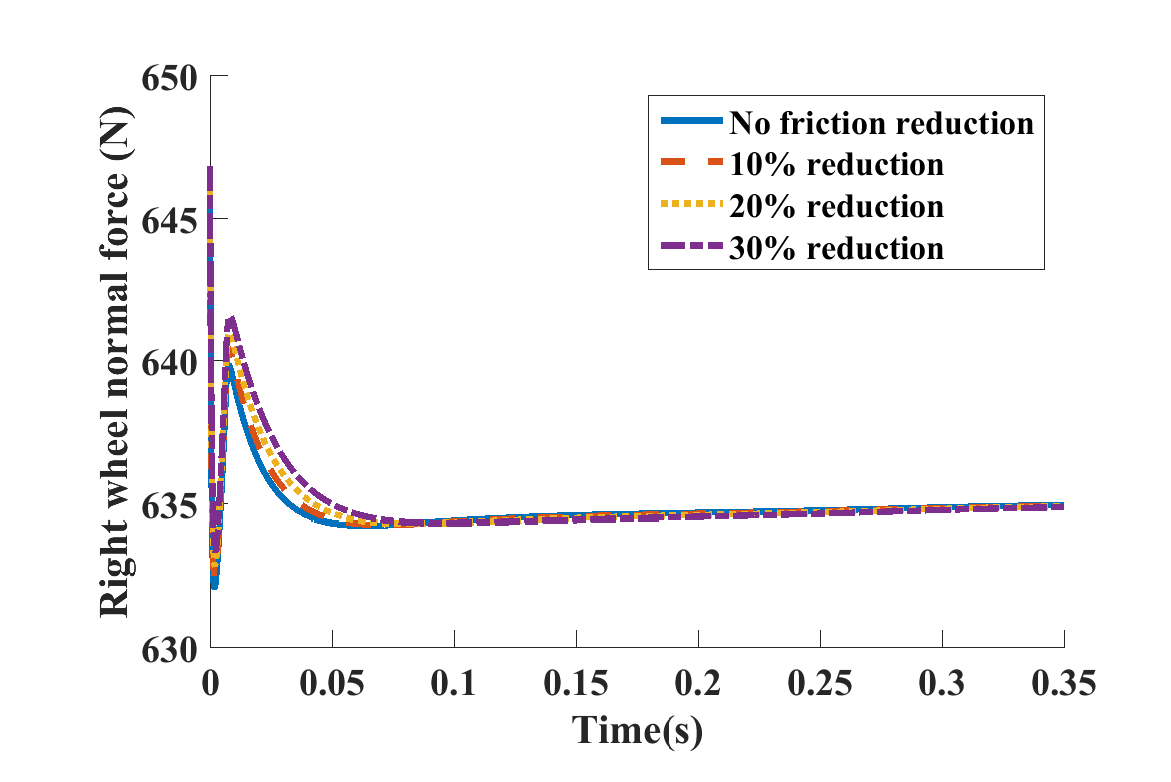 650
645
640
635
630
Right wheel normal force (N)
No friction reduction
10% reduction
20% reduction
30% reduction
0 0.05 0.1 0.15 0.2 0.25 0.3 0.35
Time(s)